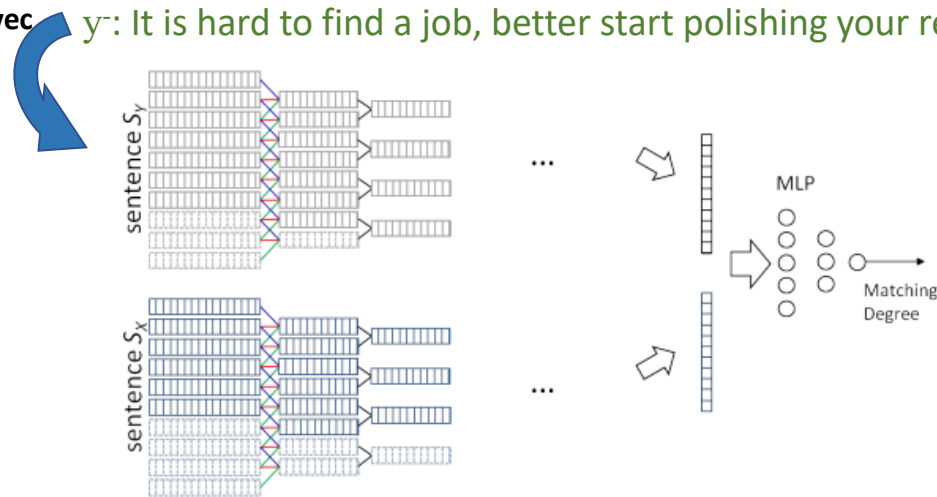 vec y⁻: It is hard to find a job, better start polishing your re
sentence S_Y
...
MLP
Matching
Degree
sentence S_X
...